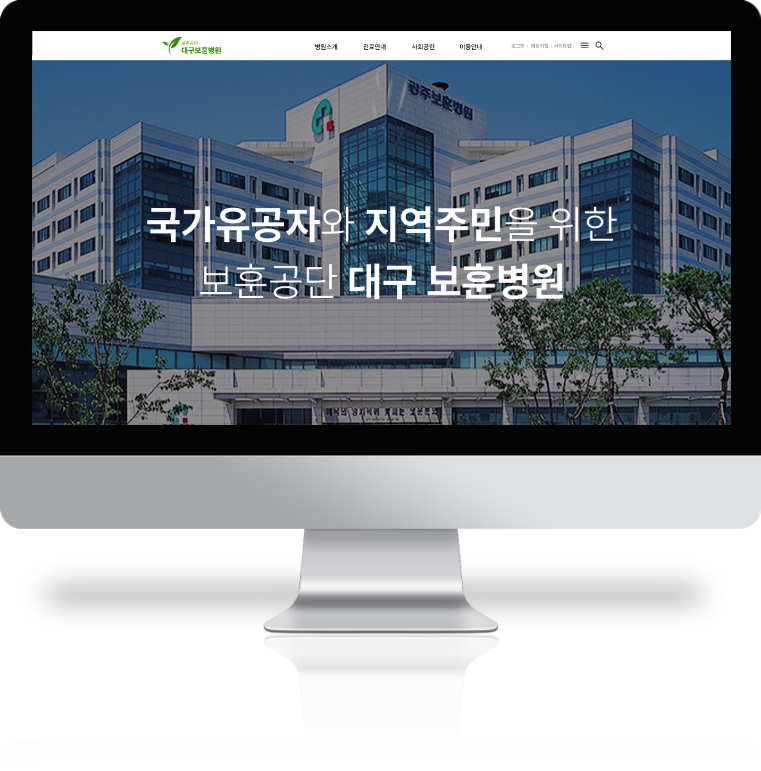 보훈공단
대구보훈병원
병원소개 진료안내 사회공헌 이용안내
로그인 | 회원가입 | 사이트맵
광주보훈병원
국가유공자와 지역주민을 위한
보훈공단 대구 보훈병원